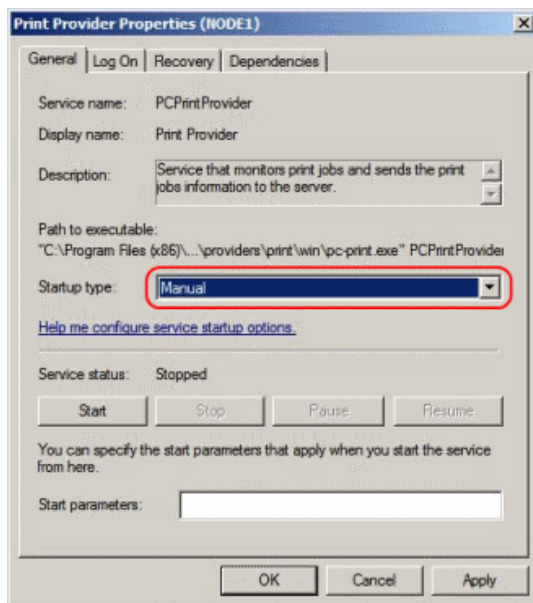 Print Provider Properties (NODE1)
General Log On Recovery Dependencies
Service name: PCPrintProvider
Display name: Print Provider
Description: Service that monitors print jobs and sends the print
jobs information to the server.
Path to executable:
"C:\Program Files (x86)\...\providers\print\win\pc-print.exe" PCPrintProvider
Startup type: Manual
Help me configure service startup options.
Service status: Stopped
Start Stop Pause Resume
You can specify the start parameters that apply when you start the service
from here.
Start parameters:
OK Cancel Apply